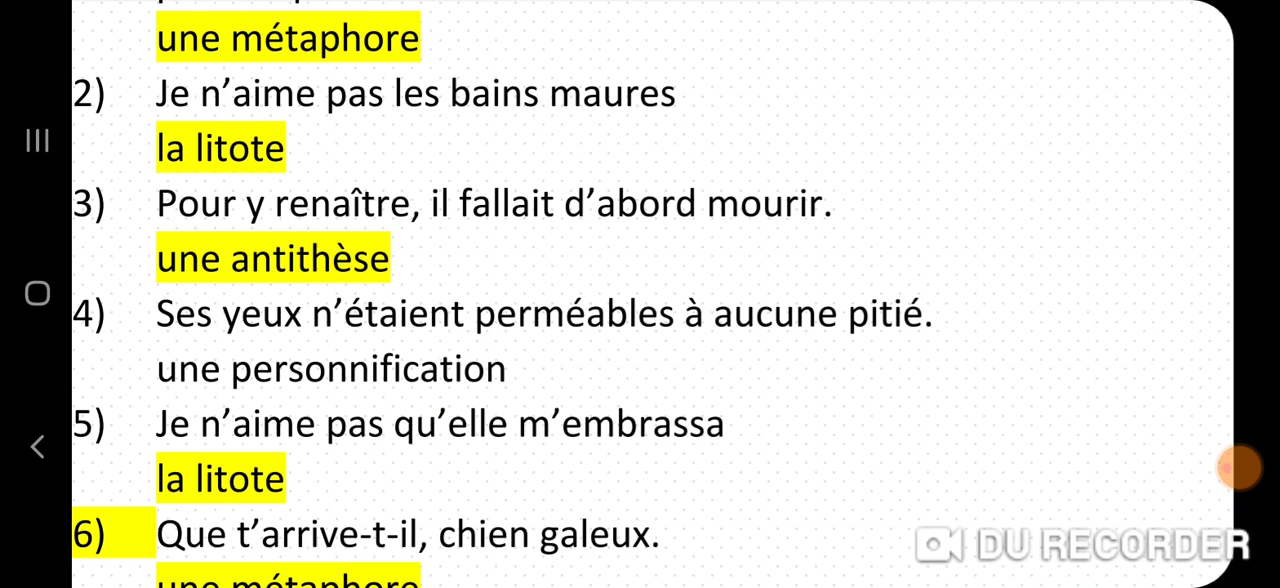 une métaphore
2) Je n’aime pas les bains maures
la litote
3) Pour y renaître, il fallait d’abord mourir.
une antithèse
4) Ses yeux n’étaient perméables à aucune pitié.
une personnification
5) Je n’aime pas qu’elle m’embrassa
la litote
6) Que t’arrive-t-il, chien galeux.
une métaphore
DU RECORDER